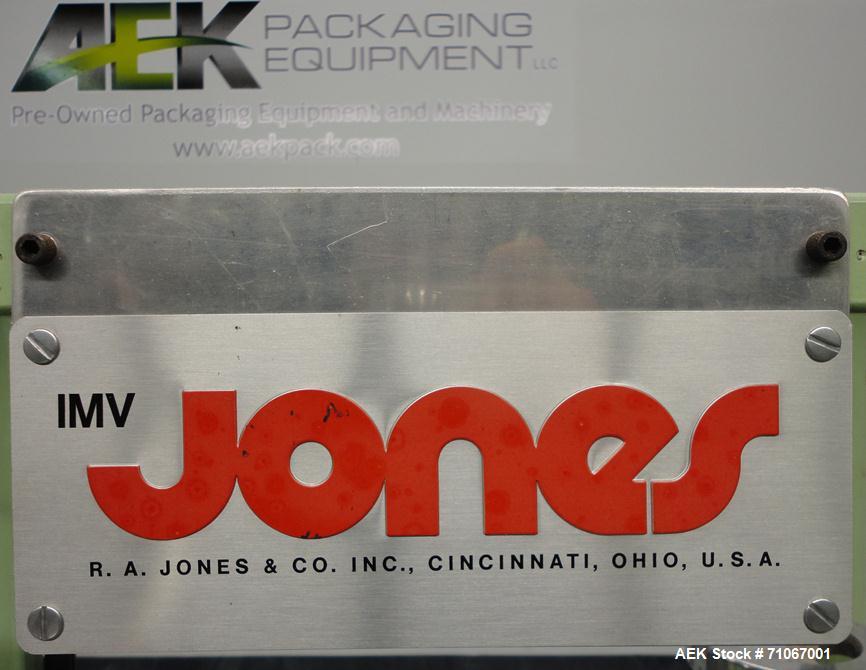 AEK PACKAGING
EQUIPMENT LLC
Pre-Owned Packaging Equipment and Machinery
www.aekpack.com
IMV Jones
R. A. JONES & CO. INC., CINCINNATI, OHIO, U.S.A.
AEK Stock # 71067001